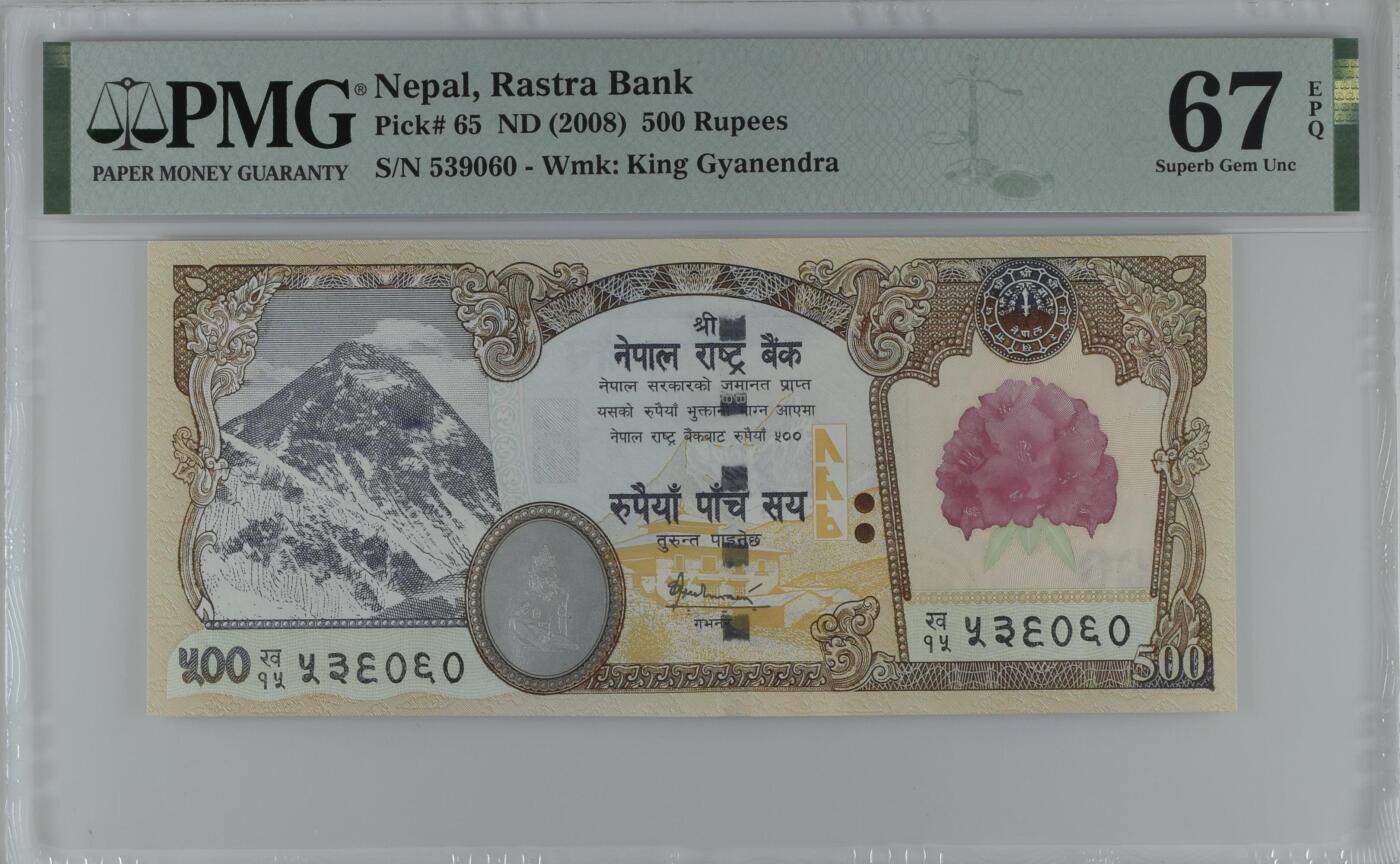 PMG®
PAPER MONEY GUARANTY
Nepal, Rastra Bank
Pick# 65 ND (2008) 500 Rupees
S/N 539060 - Wmk: King Gyanendra
67
EPQ
Superb Gem Unc
श्री
नेपाल राष्ट्र बैंक
नेपाल सरकारको जमानत प्राप्त
यसको रुपैयाँ भुक्तानी माग्न आएमा
नेपाल राष्ट्र बैंकबाट रुपैयाँ ५००
रुपैयाँ पाँच सय
तुरुन्त पाइनेछ
गभर्नर
५०० ख १५ ५३९०६०
ख १५ ५३९०६०
500